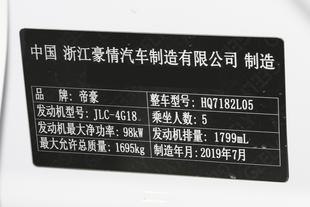 中国 浙江豪情汽车制造有限公司 制造
品 牌: 帝豪 整车型号: HQ7182L05
发动机型号: JLC-4G18 乘坐人数: 5
发动机最大净功率: 98kW 发动机排量: 1799mL
最大允许总质量: 1695kg 制造年月: 2019年7月